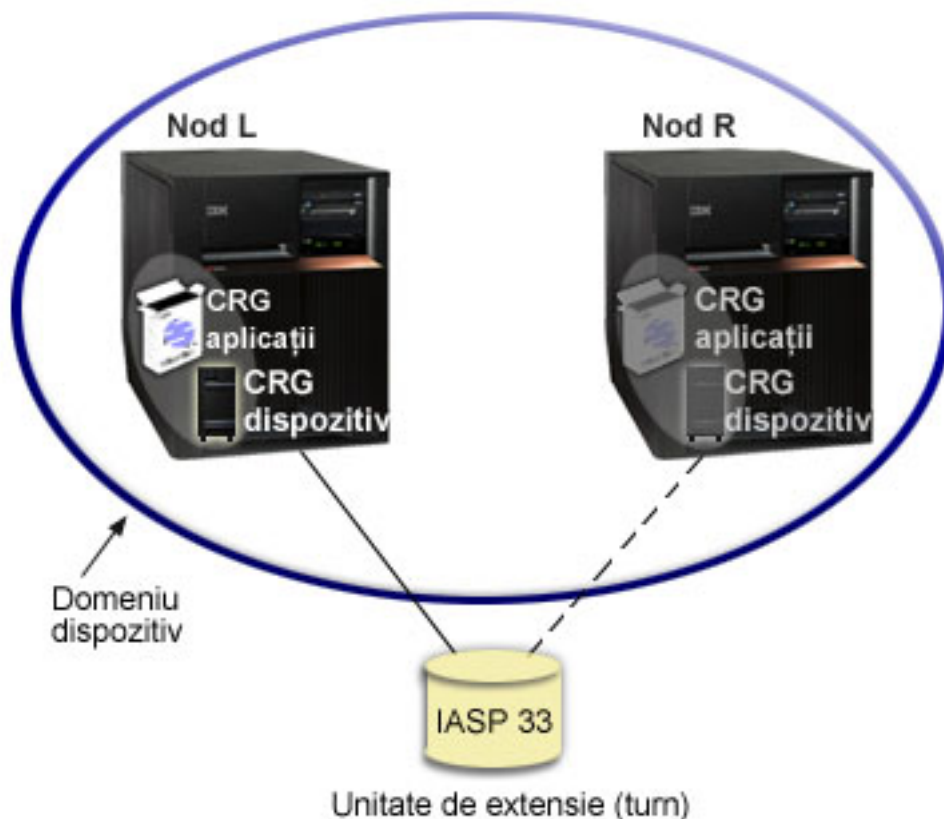 Nod L
Nod R
IBM
IBM
CRG
aplicații
CRG
dispozitiv
CRG
aplicații
CRG
dispozitiv
Domeniu
dispozitiv
IASP 33
Unitate de extensie (turn)